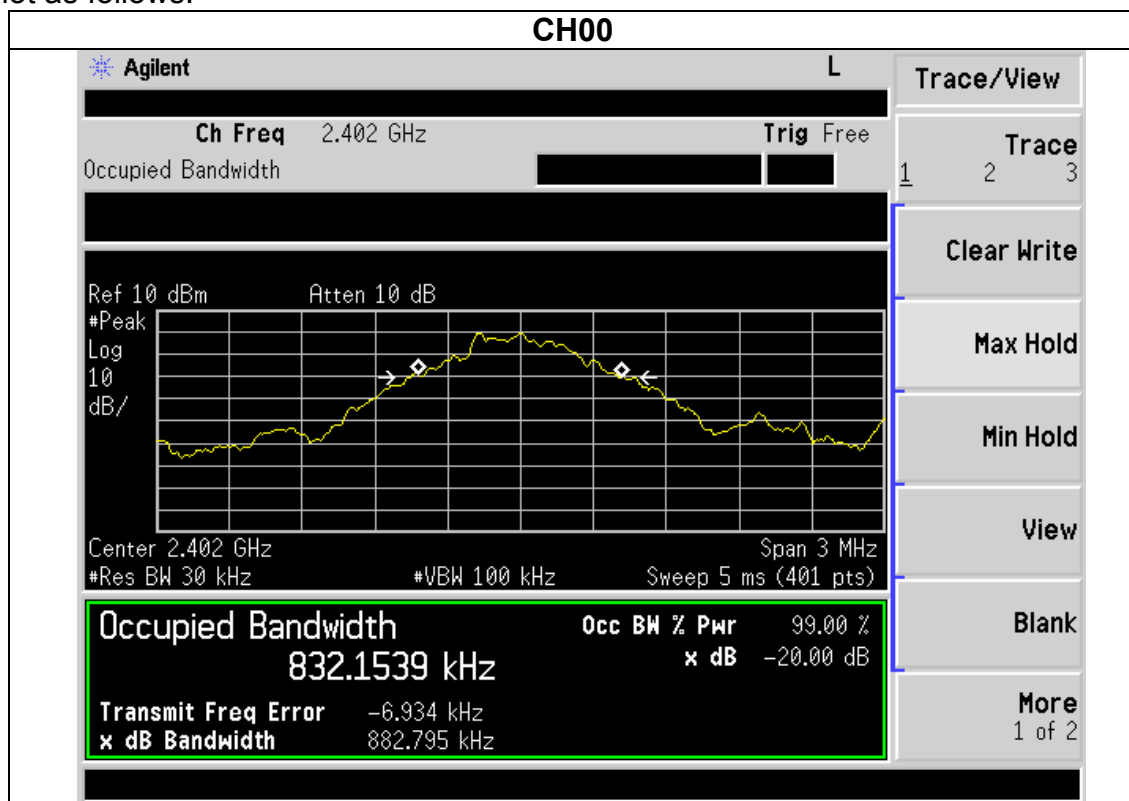 CH00
Agilent L Trace/View
Ch Freq 2.402 GHz Trig Free
Occupied Bandwidth
Trace
1 2 3
Clear Write
Ref 10 dBm Atten 10 dB
#Peak
Log
10
dB/
Max Hold
Min Hold
View
Center 2.402 GHz Span 3 MHz
#Res BW 30 kHz #VBW 100 kHz Sweep 5 ms (401 pts)
Occupied Bandwidth Occ BW % Pwr 99.00 %
832.1539 kHz x dB -20.00 dB
Blank
Transmit Freq Error -6.934 kHz
x dB Bandwidth 882.795 kHz
More
1 of 2